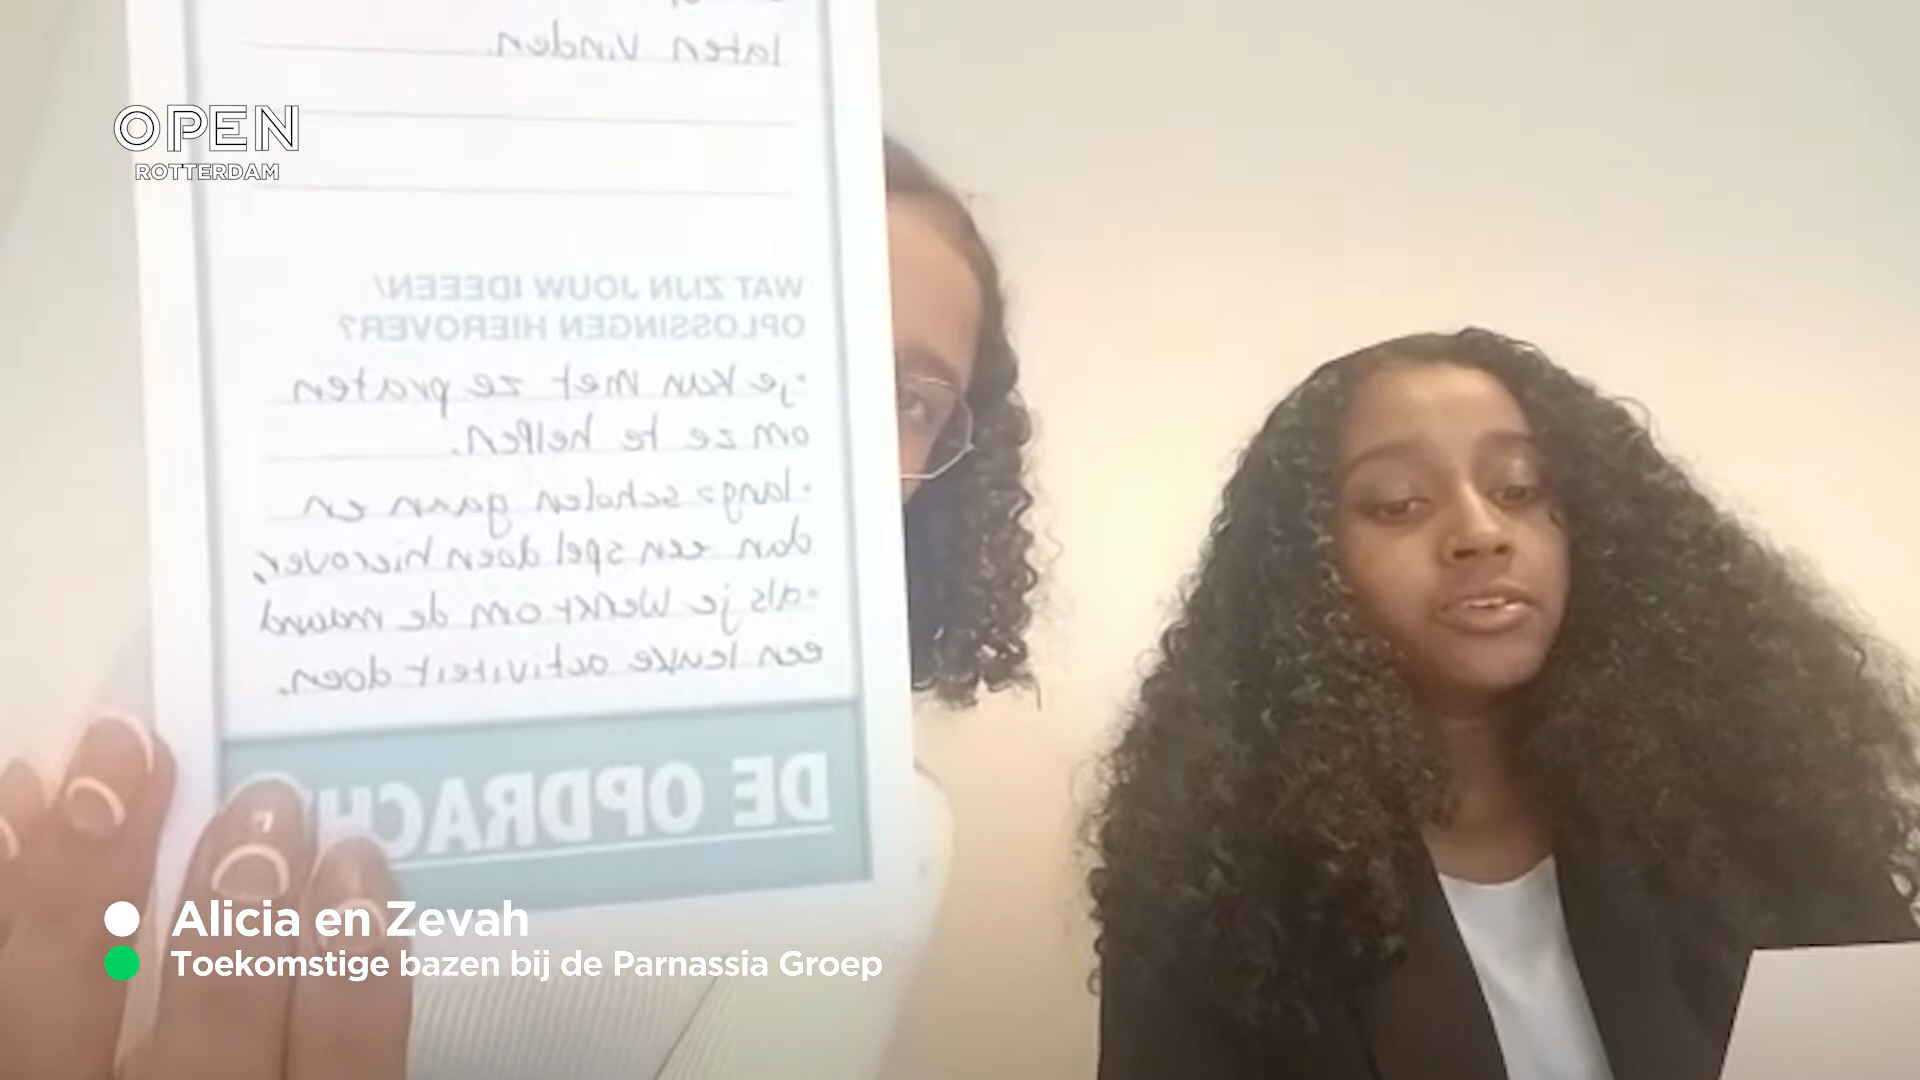 laten vinden.
OPEN
ROTTERDAM
WAT ZIJN JOUW IDEEEN/
OPLOSSINGEN HIEROVER?
·je kan met ze praten
om ze te helpen.
·langs scholen gaan en
dan een spel doen hierover,
·als je werkt om de maand
een leuke activiteit doen.
DE OPDRACH
Alicia en Zevah
Toekomstige bazen bij de Parnassia Groep